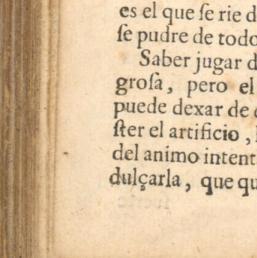 es el que ſe rie d
ſe pudre de todo
Saber jugar d
groſa, pero el
puede dexar de
ſter el artificio,
del animo intent
dulçarla, que qu